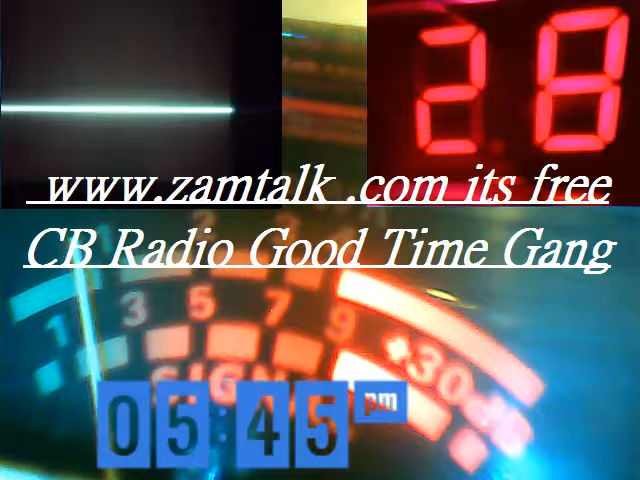 28
www.zamtalk .com its free
CB Radio Good Time Gang
1 3 5 7 9 +30dB
SIGN
05:45 pm